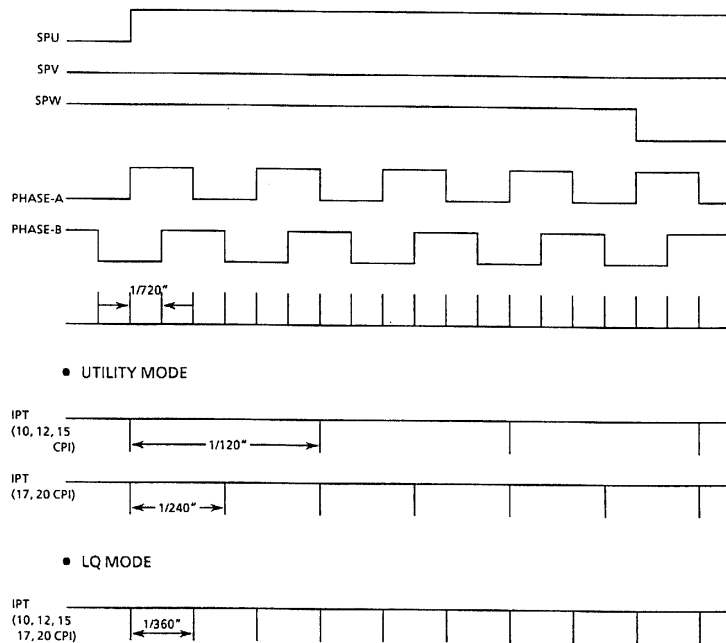 SPU
SPV
SPW
PHASE-A
PHASE-B
1/720"
● UTILITY MODE
IPT
(10, 12, 15
CPI)
1/120"
IPT
(17, 20 CPI)
1/240"
● LQ MODE
IPT
(10, 12, 15
17, 20 CPI)
1/360"